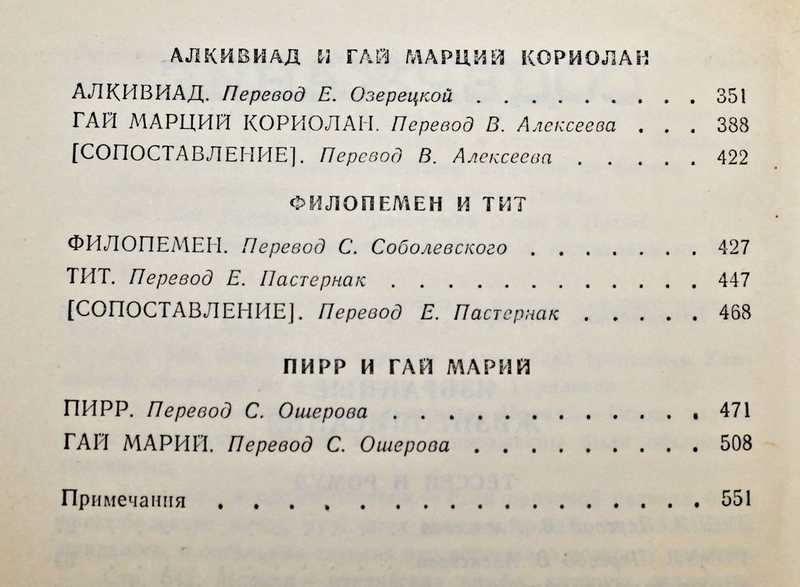 АЛКИВИАД И ГАЙ МАРЦИЙ КОРИОЛАН
АЛКИВИАД. Перевод Е. Озерецкой . . . . . . . . . 351
ГАЙ МАРЦИЙ КОРИОЛАН. Перевод В. Алексеева . . . 388
[СОПОСТАВЛЕНИЕ]. Перевод В. Алексеева . . . . . 422
ФИЛОПЕМЕН И ТИТ
ФИЛОПЕМЕН. Перевод С. Соболевского . . . . . . . 427
ТИТ. Перевод Е. Пастернак . . . . . . . . . . . . 447
[СОПОСТАВЛЕНИЕ]. Перевод Е. Пастернак . . . . . 468
ПИРР И ГАЙ МАРИЙ
ПИРР. Перевод С. Ошерова . . . . . . . . . . . . 471
ГАЙ МАРИЙ. Перевод С. Ошерова . . . . . . . . . 508
Примечания . . . . . . . . . . . . . . . . . . 551